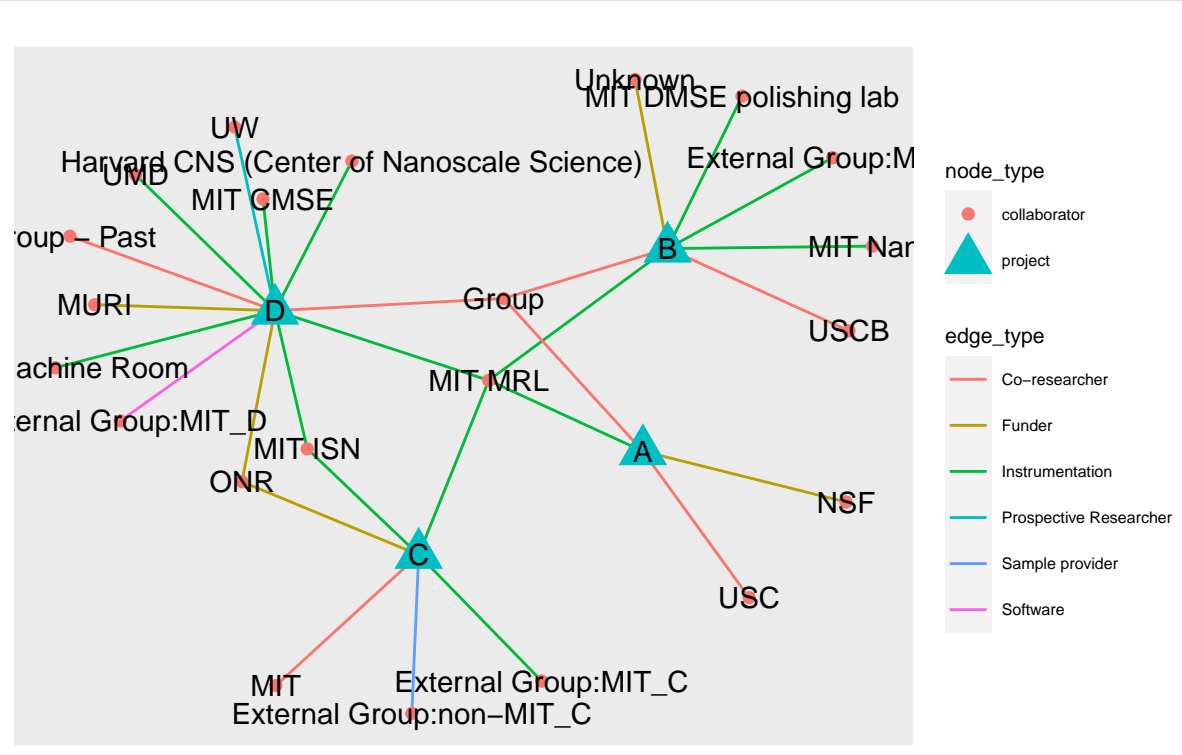 Unknown
MIT DMSE polishing lab
UW
Harvard CNS (Center of Nanoscale Science)
External Group:M
UMD
MIT CMSE
roup – Past
B
MIT Nan
Group
MURI
D
USCB
achine Room
MIT MRL
ternal Group:MIT_D
MIT ISN
A
ONR
NSF
C
USC
MIT
External Group:MIT_C
External Group:non−MIT_C
node_type
collaborator
project
edge_type
Co−researcher
Funder
Instrumentation
Prospective Researcher
Sample provider
Software